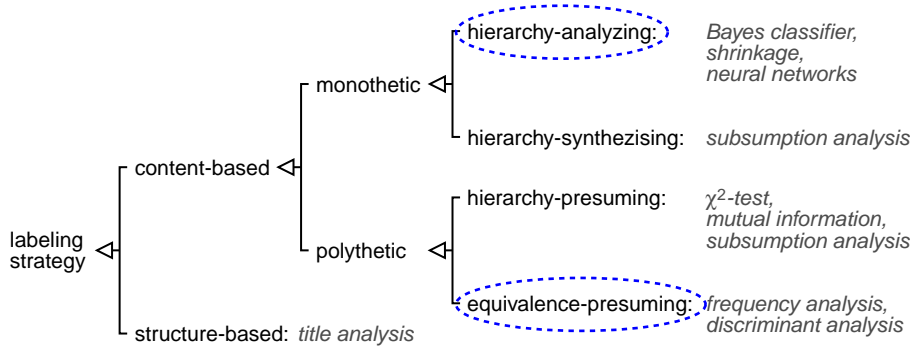 hierarchy-analyzing: Bayes classifier,
shrinkage,
neural networks
monothetic
hierarchy-synthezising: subsumption analysis
content-based
hierarchy-presuming: χ²-test,
mutual information,
subsumption analysis
labeling
strategy
polythetic
equivalence-presuming: frequency analysis,
discriminant analysis
structure-based: title analysis